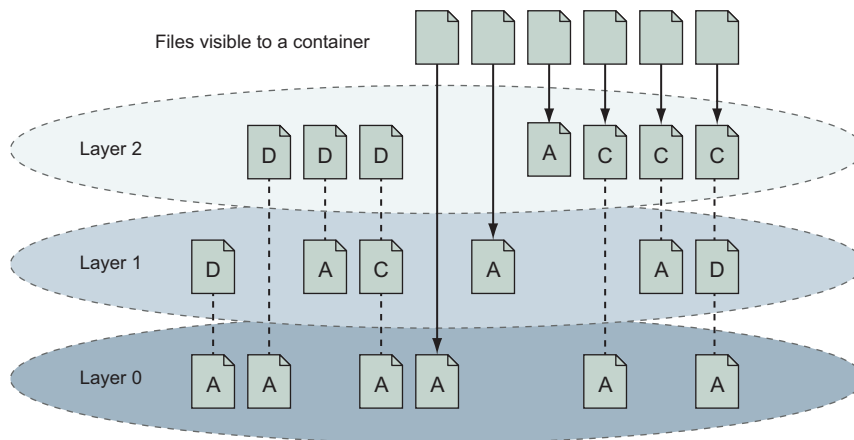 Files visible to a container
Layer 2
D D D A C C C
Layer 1
D A C A A D
Layer 0
A A A A A A